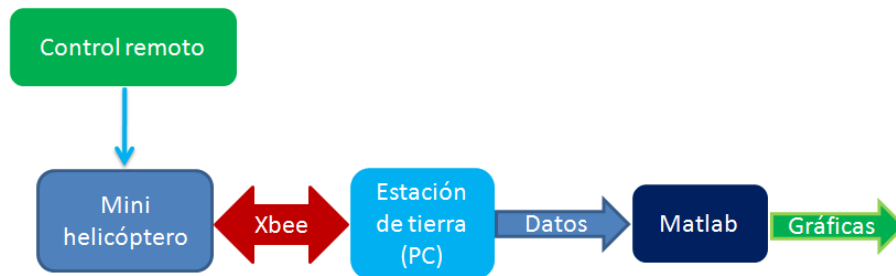 Control remoto
Mini
helicóptero
Xbee
Estación
de tierra
(PC)
Datos
Matlab
Gráficas